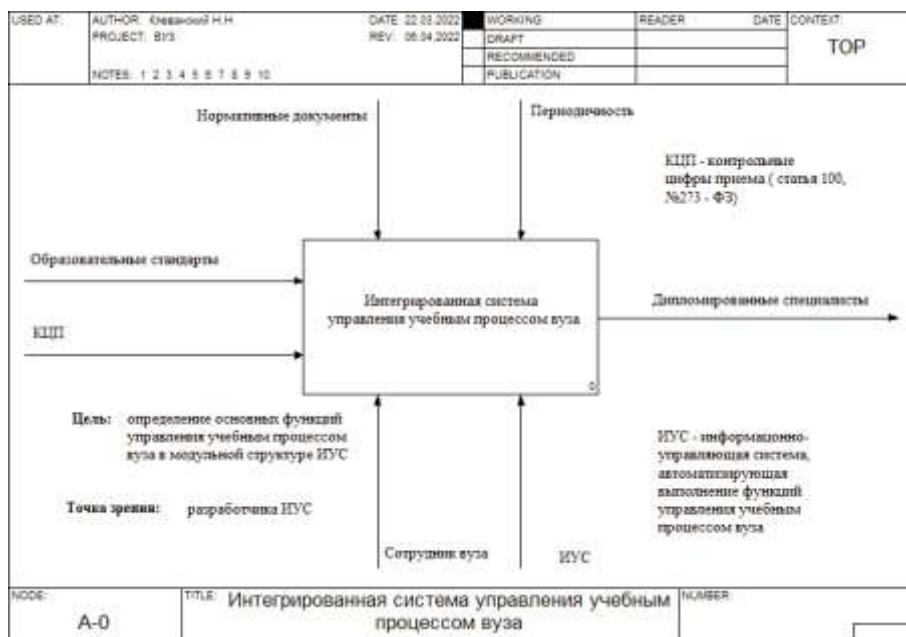 USED AT:
AUTHOR: Клеванский Н.Н.
DATE: 22.03.2022
WORKING
READER
DATE
CONTEXT:
PROJECT: ВУЗ
REV: 06.04.2022
DRAFT
TOP
RECOMMENDED
NOTES: 1 2 3 4 5 6 7 8 9 10
PUBLICATION
Нормативные документы
Периодичность
КЦП - контрольные
цифры приема ( статья 100,
№273 - ФЗ)
Образовательные стандарты
Интегрированная система
управления учебным процессом вуза
Дипломированные специалисты
КЦП
0
Цель: определение основных функций
управления учебным процессом
вуза в модульной структуре ИУС
Точка зрения: разработчика ИУС
ИУС - информационно-
управляющая система,
автоматизирующая
выполнение функций
управления учебным
процессом вуза
Сотрудник вуза
ИУС
NODE:
TITLE:
Интегрированная система управления учебным
процессом вуза
NUMBER:
A-0